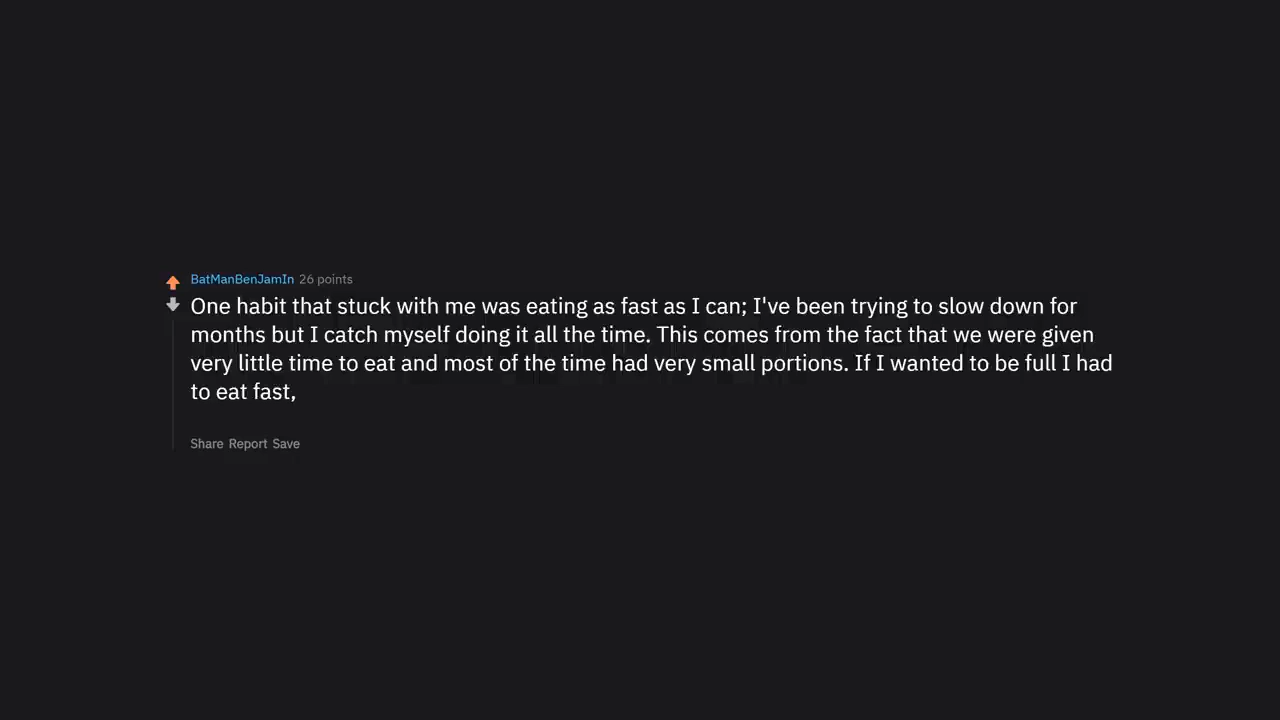 BatManBenJamIn 26 points
One habit that stuck with me was eating as fast as I can; I've been trying to slow down for
months but I catch myself doing it all the time. This comes from the fact that we were given
very little time to eat and most of the time had very small portions. If I wanted to be full I had
to eat fast,
Share Report Save